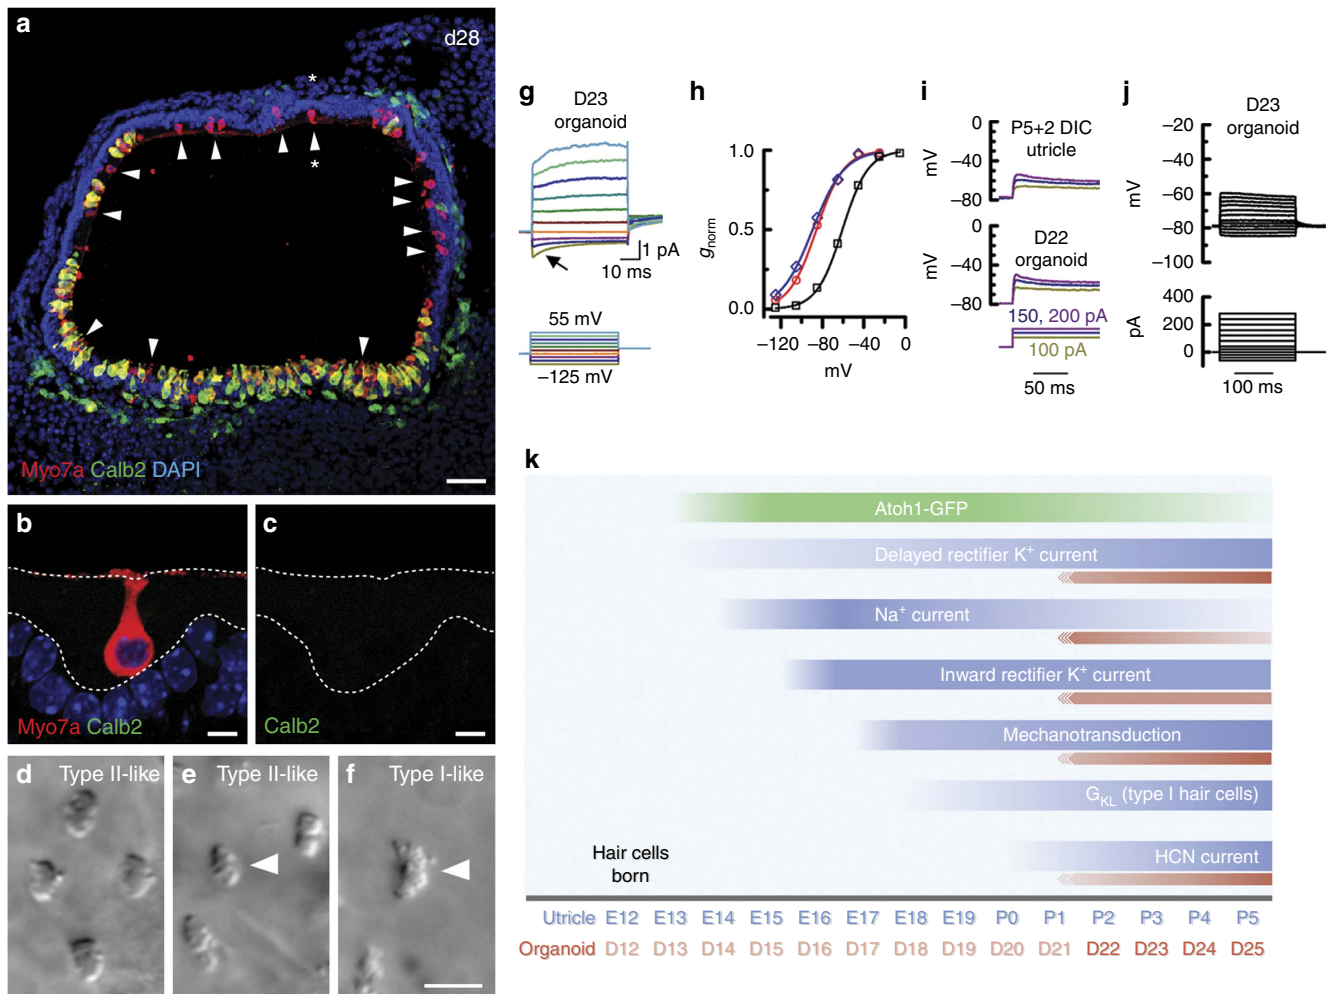 a
d28
*
*
Myo7a Calb2 DAPI
b
Myo7a Calb2
c
Calb2
d Type II-like
e Type II-like
f Type I-like
g
D23
organoid
1 pA
10 ms
55 mV
−125 mV
h
1.0
0.5
0.0
gnorm
−120 −80 −40 0
mV
i
P5+2 DIC
utricle
0
−40
−80
mV
D22
organoid
0
−40
−80
mV
150, 200 pA
100 pA
50 ms
j
D23
organoid
−20
−40
−60
−80
−100
mV
400
200
0
pA
100 ms
k
Atoh1-GFP
Delayed rectifier K+ current
Na+ current
Inward rectifier K+ current
Mechanotransduction
GKL (type I hair cells)
HCN current
Hair cells
born
Utricle E12 E13 E14 E15 E16 E17 E18 E19 P0 P1 P2 P3 P4 P5
Organoid D12 D13 D14 D15 D16 D17 D18 D19 D20 D21 D22 D23 D24 D25